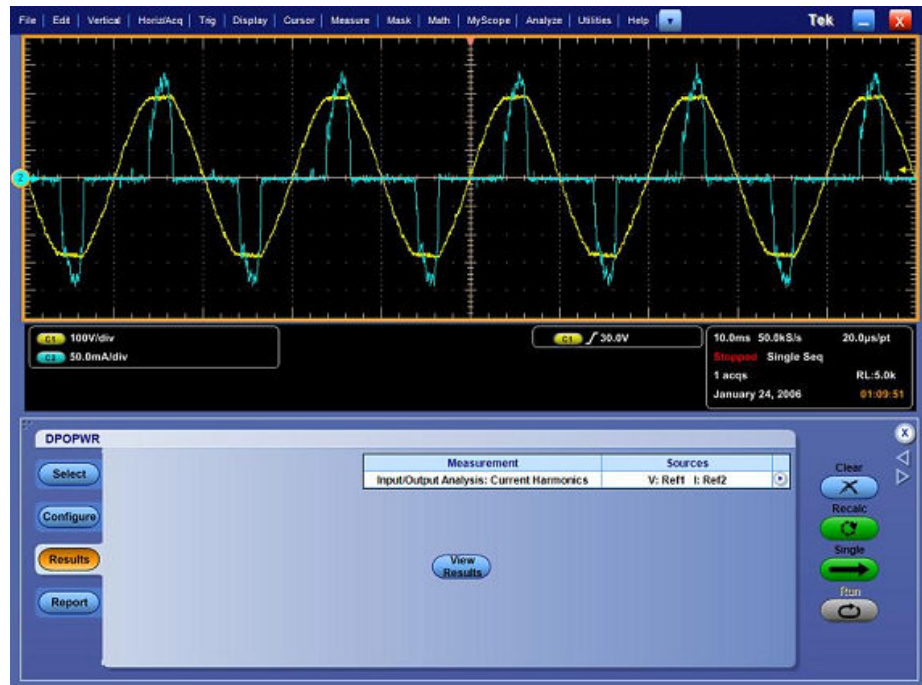 File | Edit | Vertical | Horiz/Acq | Trig | Display | Cursor | Measure | Mask | Math | MyScope | Analyze | Utilities | Help Tek X
2
C1 100V/div
C2 50.0mA/div
C1 30.0V
10.0ms 50.0kS/s 20.0µs/pt
Stopped Single Seq
1 acqs RL:5.0k
January 24, 2006 01:09:51
DPOPWR
Select
Configure
Results
Report
Measurement Sources
Input/Output Analysis: Current Harmonics V: Ref1 I: Ref2
View
Results
X
Clear
Recalc
Single
Run